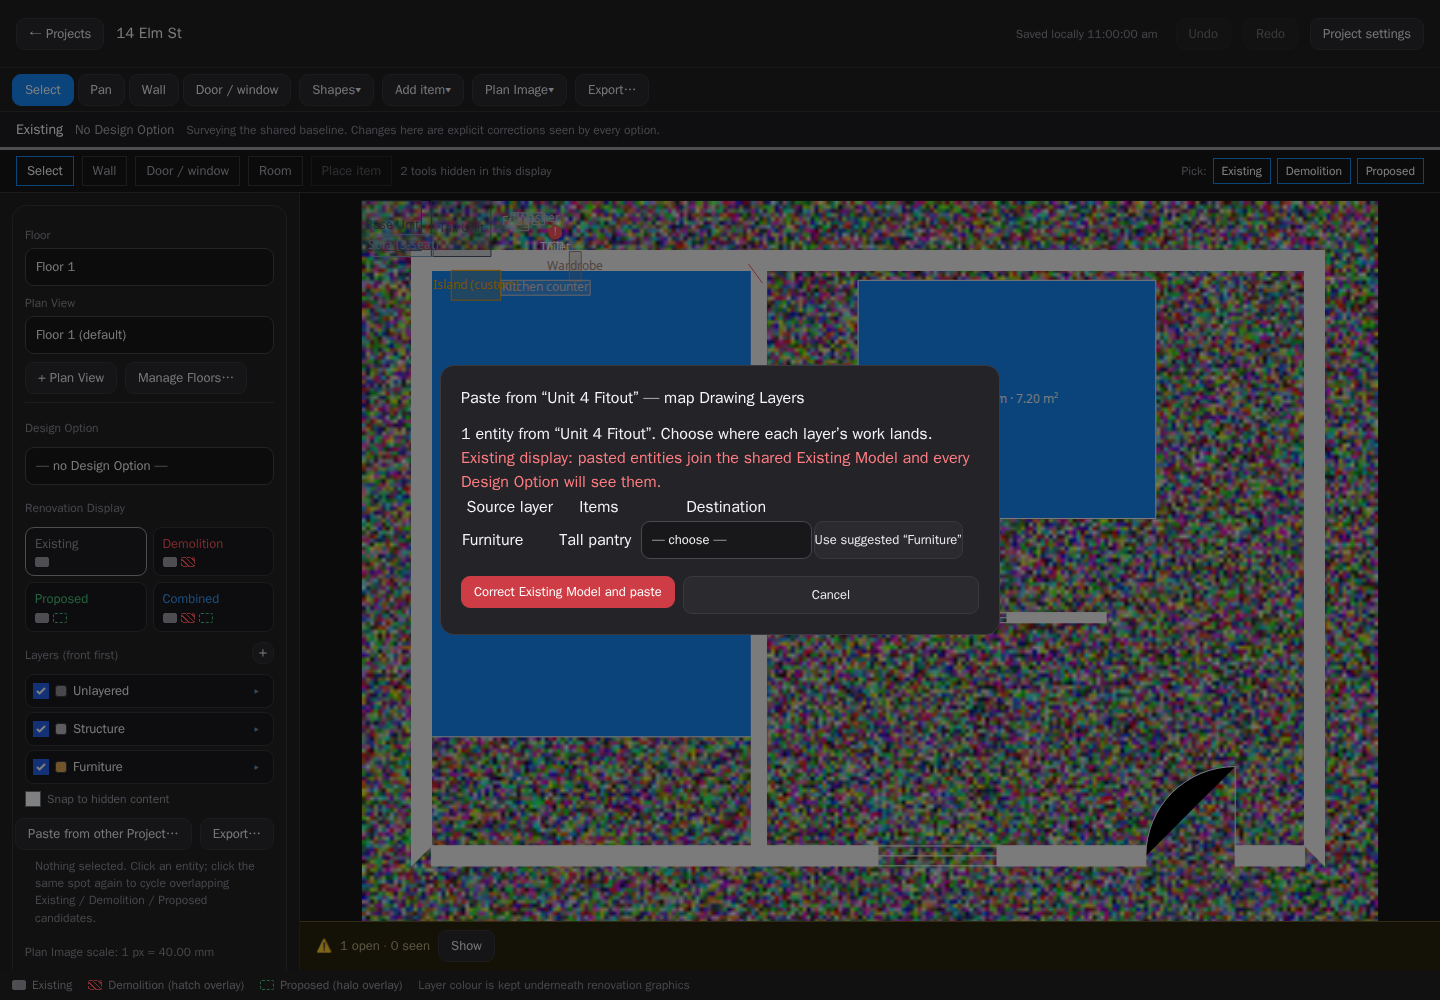 ← Projects
14 Elm St
Saved locally 11:00:00 am
Undo
Redo
Project settings
Select
Pan
Wall
Door / window
Shapes▾
Add item▾
Plan Image▾
Export…
Existing
No Design Option
Surveying the shared baseline. Changes here are explicit corrections seen by every option.
Select
Wall
Door / window
Room
Place item
2 tools hidden in this display
Pick:
Existing
Demolition
Proposed
Floor
Floor 1
Plan View
Floor 1 (default)
+ Plan View
Manage Floors…
Design Option
— no Design Option —
Renovation Display
Existing
Demolition
Proposed
Combined
Layers (front first)
+
Unlayered
Structure
Furniture
Snap to hidden content
Paste from other Project…
Export…
Nothing selected. Click an entity; click the
same spot again to cycle overlapping
Existing / Demolition / Proposed
candidates.
Plan Image scale: 1 px = 40.00 mm
Toilet
Wardrobe
Island (custom)
Kitchen counter
m · 7.20 m²
Paste from “Unit 4 Fitout” — map Drawing Layers
1 entity from “Unit 4 Fitout”. Choose where each layer’s work lands.
Existing display: pasted entities join the shared Existing Model and every
Design Option will see them.
Source layer
Items
Destination
Furniture
Tall pantry
— choose —
Use suggested “Furniture”
Correct Existing Model and paste
Cancel
1 open · 0 seen
Show
Existing
Demolition (hatch overlay)
Proposed (halo overlay)
Layer colour is kept underneath renovation graphics